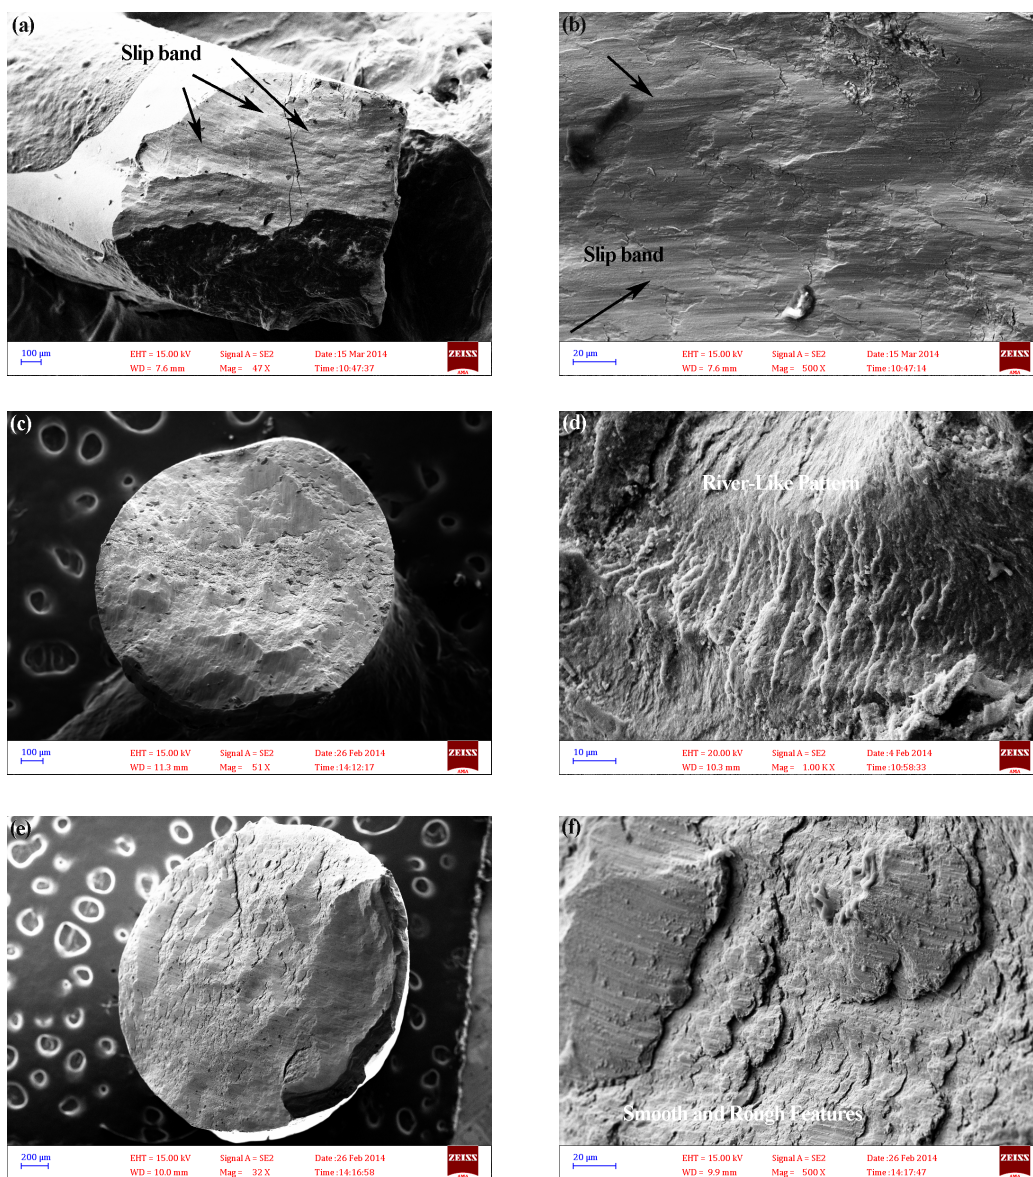 (a)
Slip band
100 µm
EHT = 15.00 kV
WD = 7.6 mm
Signal A = SE2
Mag = 47 X
Date :15 Mar 2014
Time :10:47:37
ZEISS
(b)
Slip band
20 µm
EHT = 15.00 kV
WD = 7.6 mm
Signal A = SE2
Mag = 500 X
Date :15 Mar 2014
Time :10:47:14
ZEISS
(c)
100 µm
EHT = 15.00 kV
WD = 11.3 mm
Signal A = SE2
Mag = 51 X
Date :26 Feb 2014
Time :14:12:17
ZEISS
(d)
River-Like Pattern
10 µm
EHT = 20.00 kV
WD = 10.3 mm
Signal A = SE2
Mag = 1.00 K X
Date :4 Feb 2014
Time :10:58:33
ZEISS
(e)
200 µm
EHT = 15.00 kV
WD = 10.0 mm
Signal A = SE2
Mag = 32 X
Date :26 Feb 2014
Time :14:16:58
ZEISS
(f)
Smooth and Rough Features
20 µm
EHT = 15.00 kV
WD = 9.9 mm
Signal A = SE2
Mag = 500 X
Date :26 Feb 2014
Time :14:17:47
ZEISS